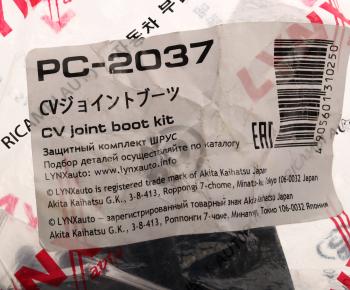 PC-2037
CVジョイントブーツ
CV joint boot kit
Защитный комплект ШРУС
Подбор деталей осуществляйте по каталогу
LYNXauto.info
© LYNXauto is registered trade mark of Akita Kaihatsu Japan
Akita Kaihatsu G.K., 3-8-413, Roppongi 7-chome, Minato-ku, Tokyo 106-0032 Japan
© LYNXauto — зарегистрированный товарный знак Akita Kaihatsu Japan
Akita Kaihatsu G.K., 3-8-413, Роппонги 7-чоме, Минатоку, Токио 106-0032 Япония
EAC
4 905601 310250
LYNX